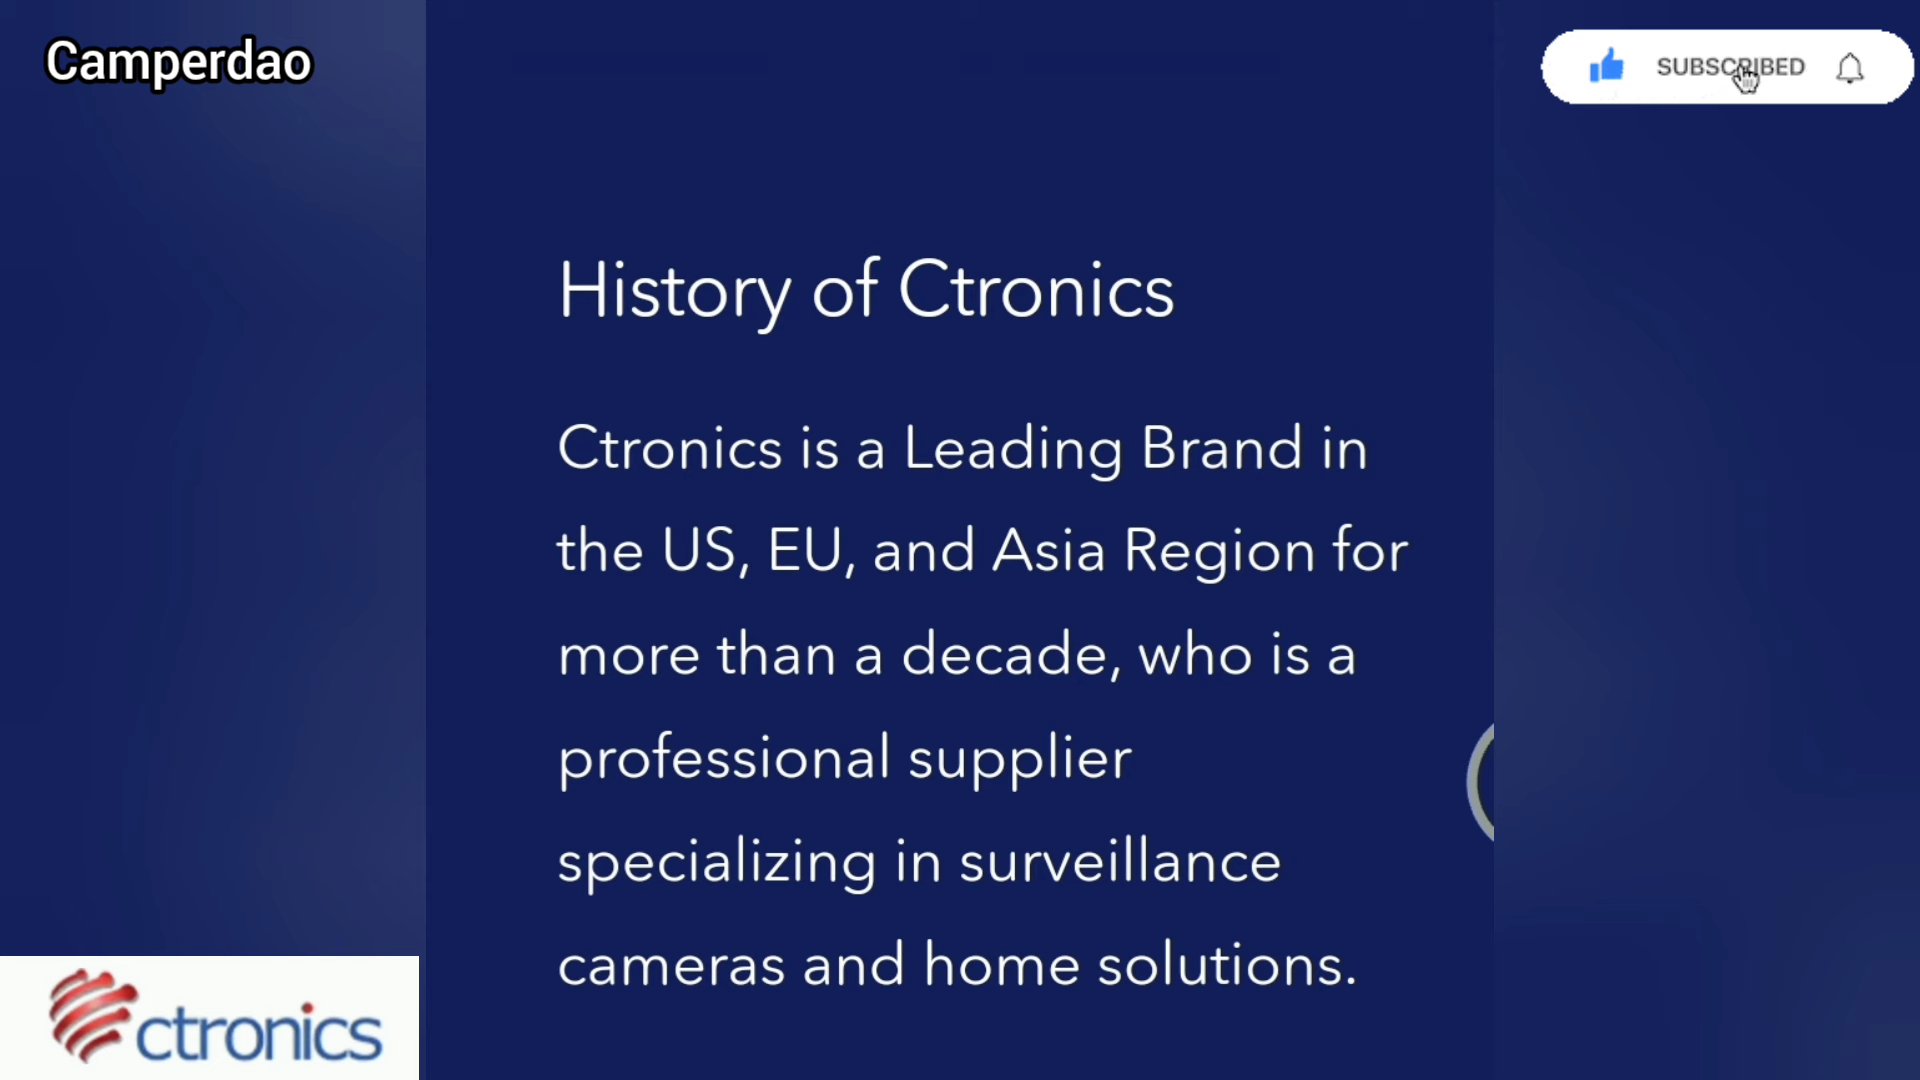 Camperdao
SUBSCRIBED
History of Ctronics
Ctronics is a Leading Brand in
the US, EU, and Asia Region for
more than a decade, who is a
professional supplier
specializing in surveillance
cameras and home solutions.
ctronics